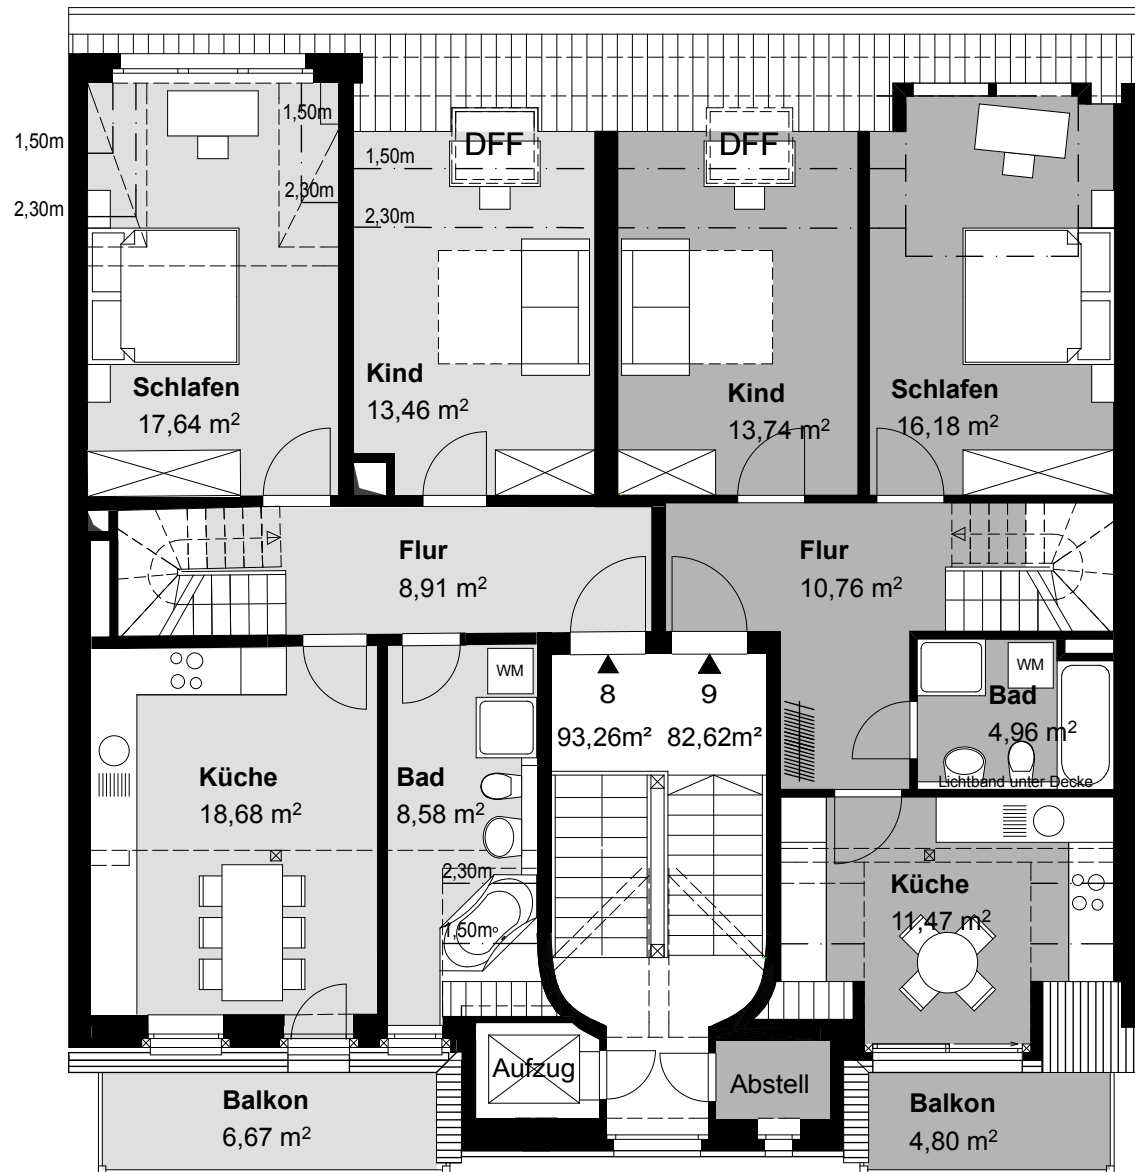 DFF
DFF
1,50m
1,50m
1,50m
2,30m
2,30m
2,30m
Schlafen
17,64 m²
Kind
13,46 m²
Kind
13,74 m²
Schlafen
16,18 m²
Flur
8,91 m²
Flur
10,76 m²
WM
WM
8
9
93,26m²
82,62m²
Bad
4,96 m²
Lichtband unter Decke
Küche
18,68 m²
Bad
8,58 m²
2,30m
1,50m
Küche
11,47 m²
Aufzug
Abstell
Balkon
6,67 m²
Balkon
4,80 m²